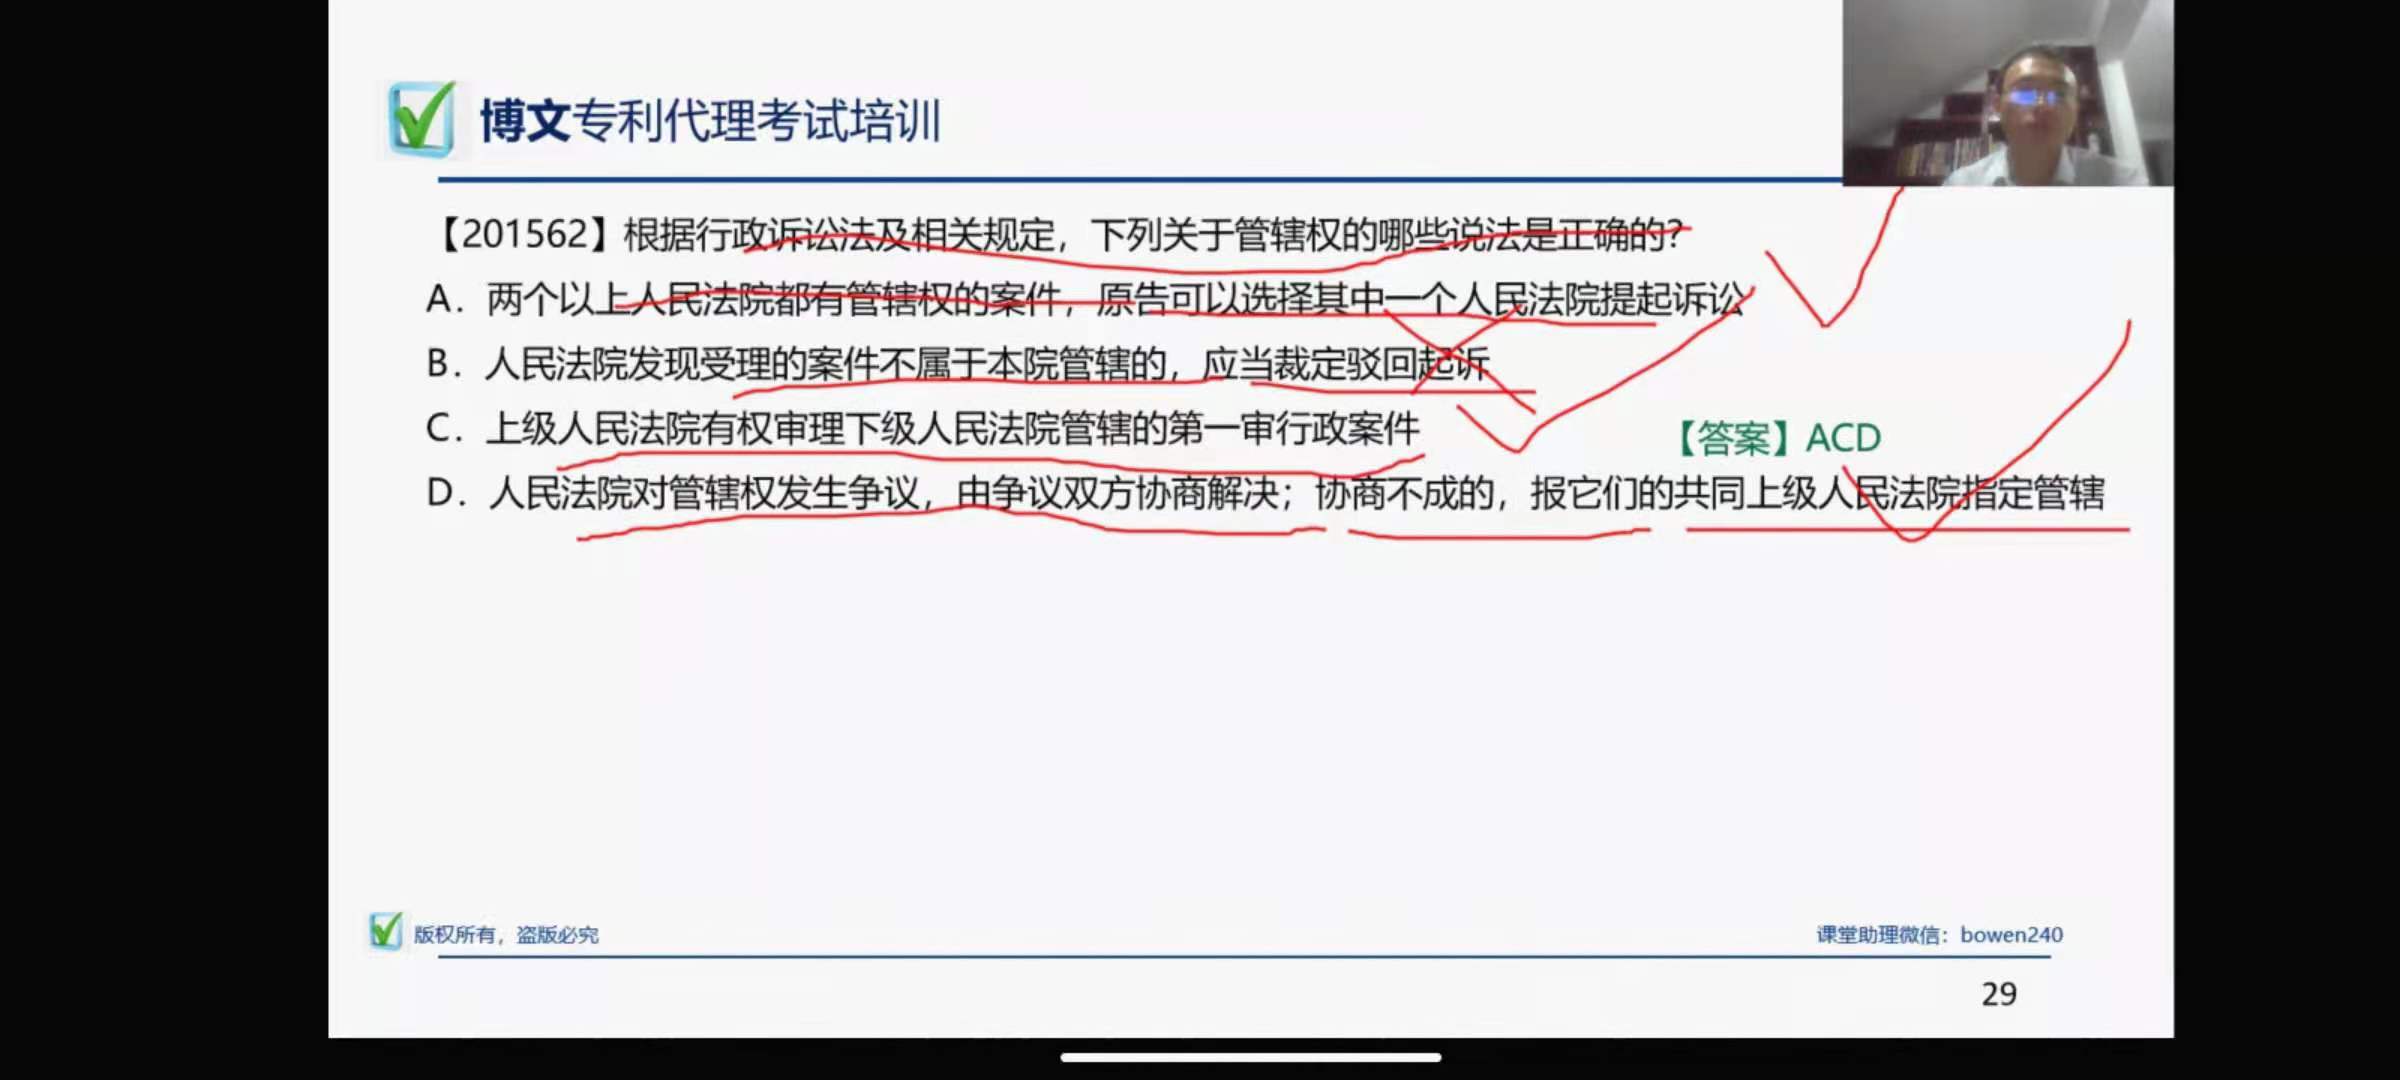 博文专利代理考试培训
【201562】根据行政诉讼法及相关规定，下列关于管辖权的哪些说法是正确的？
A．两个以上人民法院都有管辖权的案件，原告可以选择其中一个人民法院提起诉讼
B．人民法院发现受理的案件不属于本院管辖的，应当裁定驳回起诉
C．上级人民法院有权审理下级人民法院管辖的第一审行政案件
【答案】ACD
D．人民法院对管辖权发生争议，由争议双方协商解决；协商不成的，报它们的共同上级人民法院指定管辖
版权所有，盗版必究
课堂助理微信：bowen240
29